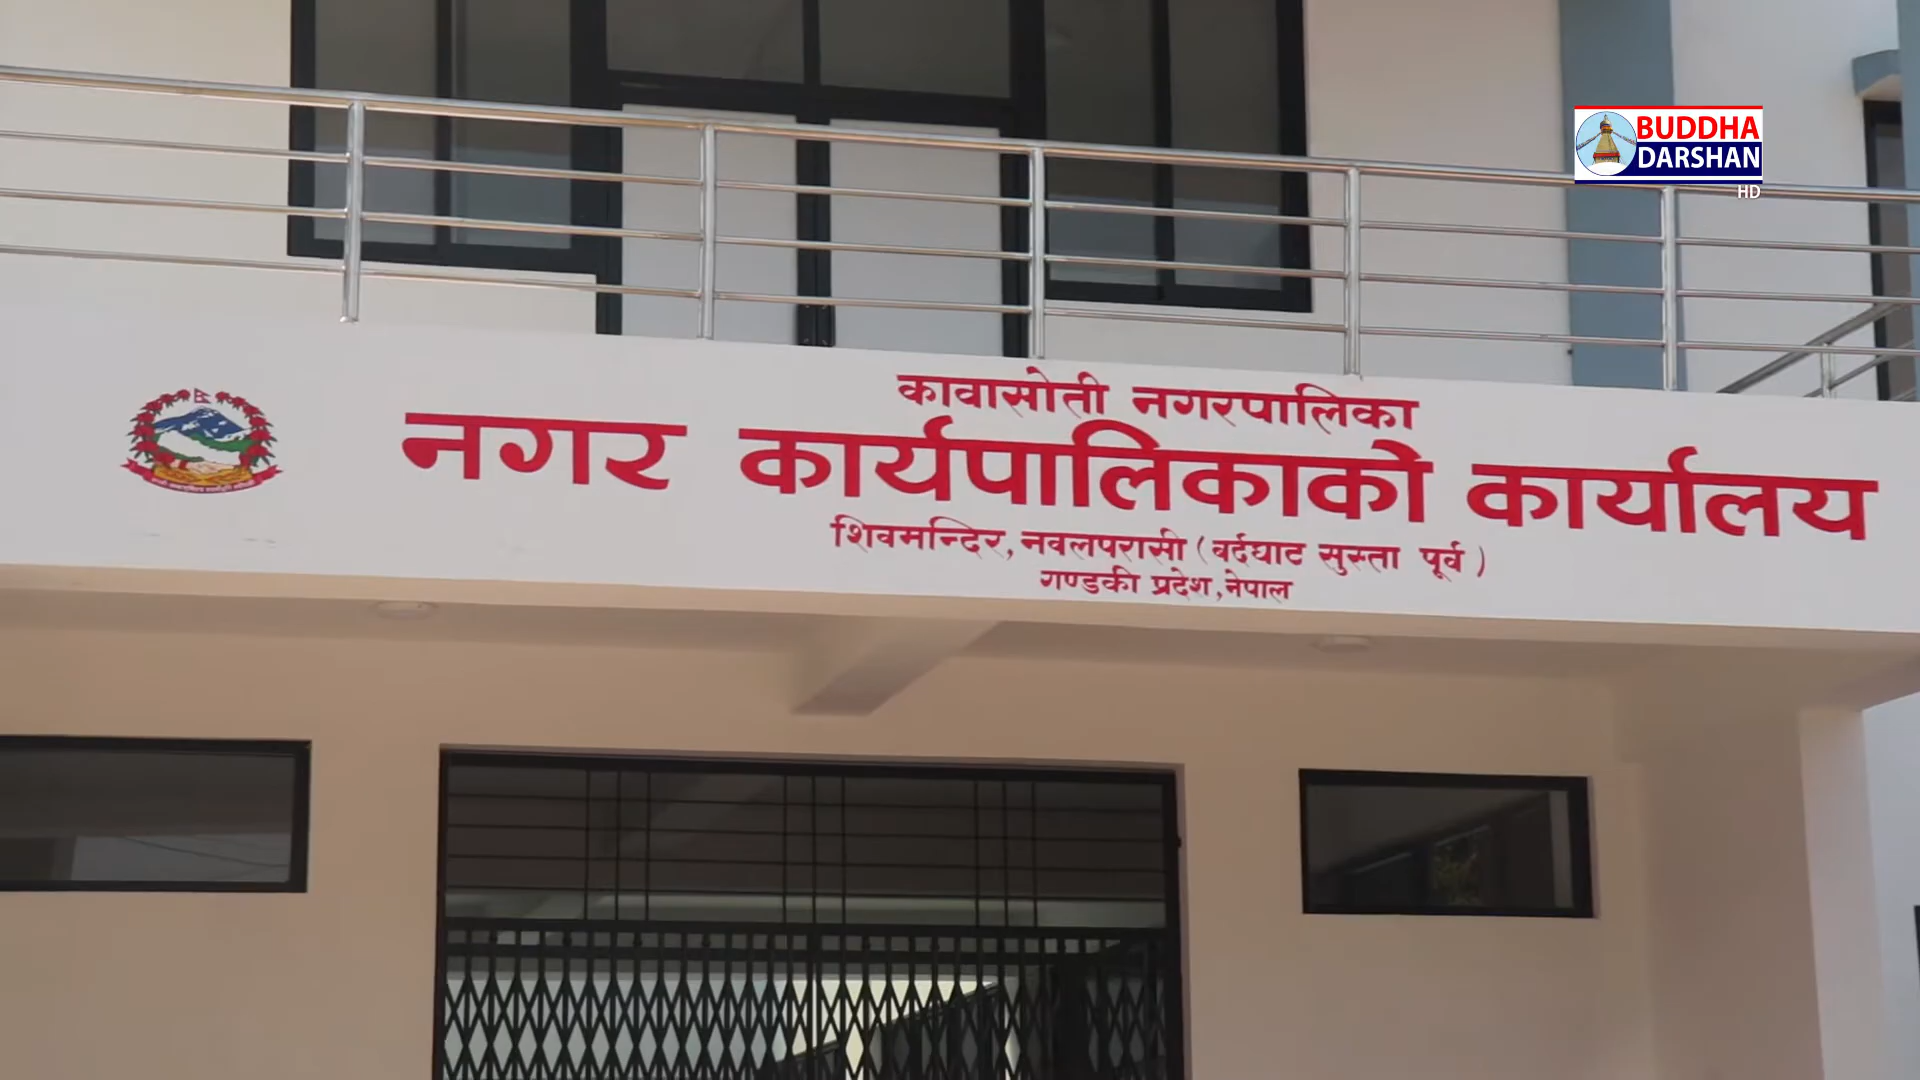 BUDDHA
DARSHAN
HD
कावासोती नगरपालिका
नगर कार्यपालिकाको कार्यालय
शिवमन्दिर, नवलपरासी (बर्दघाट सुस्ता पूर्व)
गण्डकी प्रदेश, नेपाल